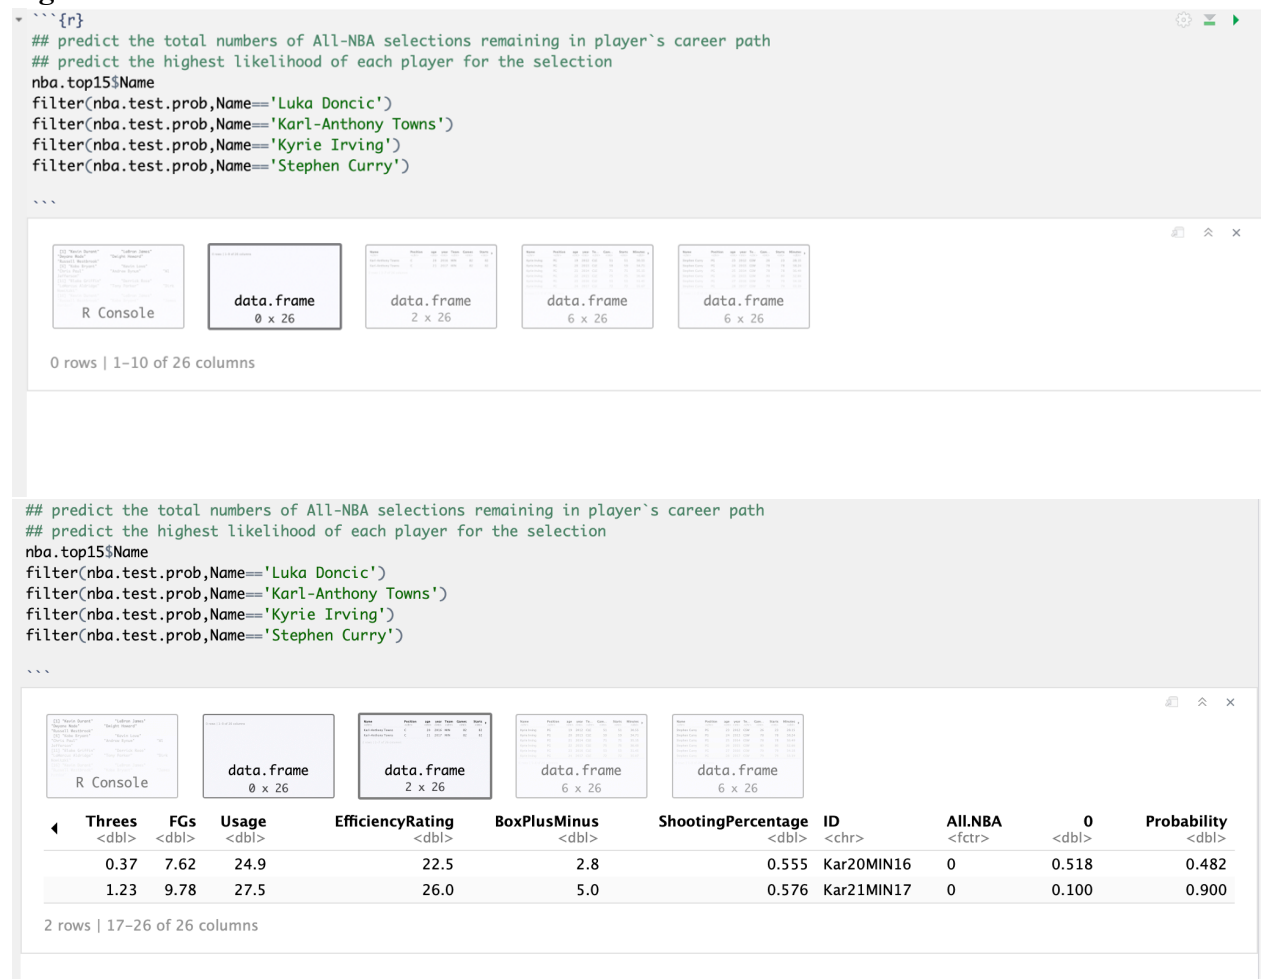 ```{r}
## predict the total numbers of All-NBA selections remaining in player`s career path
## predict the highest likelihood of each player for the selection
nba.top15$Name
filter(nba.test.prob,Name=='Luka Doncic')
filter(nba.test.prob,Name=='Karl-Anthony Towns')
filter(nba.test.prob,Name=='Kyrie Irving')
filter(nba.test.prob,Name=='Stephen Curry')
```
R Console
data.frame
0 x 26
data.frame
2 x 26
data.frame
6 x 26
data.frame
6 x 26
0 rows | 1-10 of 26 columns
## predict the total numbers of All-NBA selections remaining in player`s career path
## predict the highest likelihood of each player for the selection
nba.top15$Name
filter(nba.test.prob,Name=='Luka Doncic')
filter(nba.test.prob,Name=='Karl-Anthony Towns')
filter(nba.test.prob,Name=='Kyrie Irving')
filter(nba.test.prob,Name=='Stephen Curry')
```
R Console
data.frame
0 x 26
data.frame
2 x 26
data.frame
6 x 26
data.frame
6 x 26
Threes FGs Usage EfficiencyRating BoxPlusMinus ShootingPercentage ID All.NBA 0 Probability
<dbl> <dbl> <dbl> <dbl> <dbl> <dbl> <chr> <fctr> <dbl> <dbl>
0.37 7.62 24.9 22.5 2.8 0.555 Kar20MIN16 0 0.518 0.482
1.23 9.78 27.5 26.0 5.0 0.576 Kar21MIN17 0 0.100 0.900
2 rows | 17-26 of 26 columns